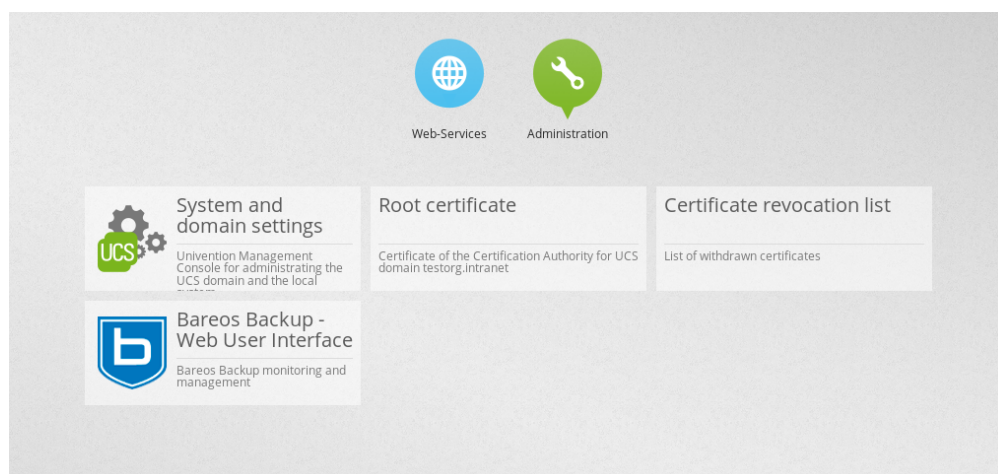 Web-Services
Administration
System and
domain settings
UCS
Univention Management
Console for administrating the
UCS domain and the local
Root certificate
Certificate of the Certification Authority for UCS
domain testorg.intranet
Certificate revocation list
List of withdrawn certificates
Bareos Backup -
Web User Interface
b
Bareos Backup monitoring and
management